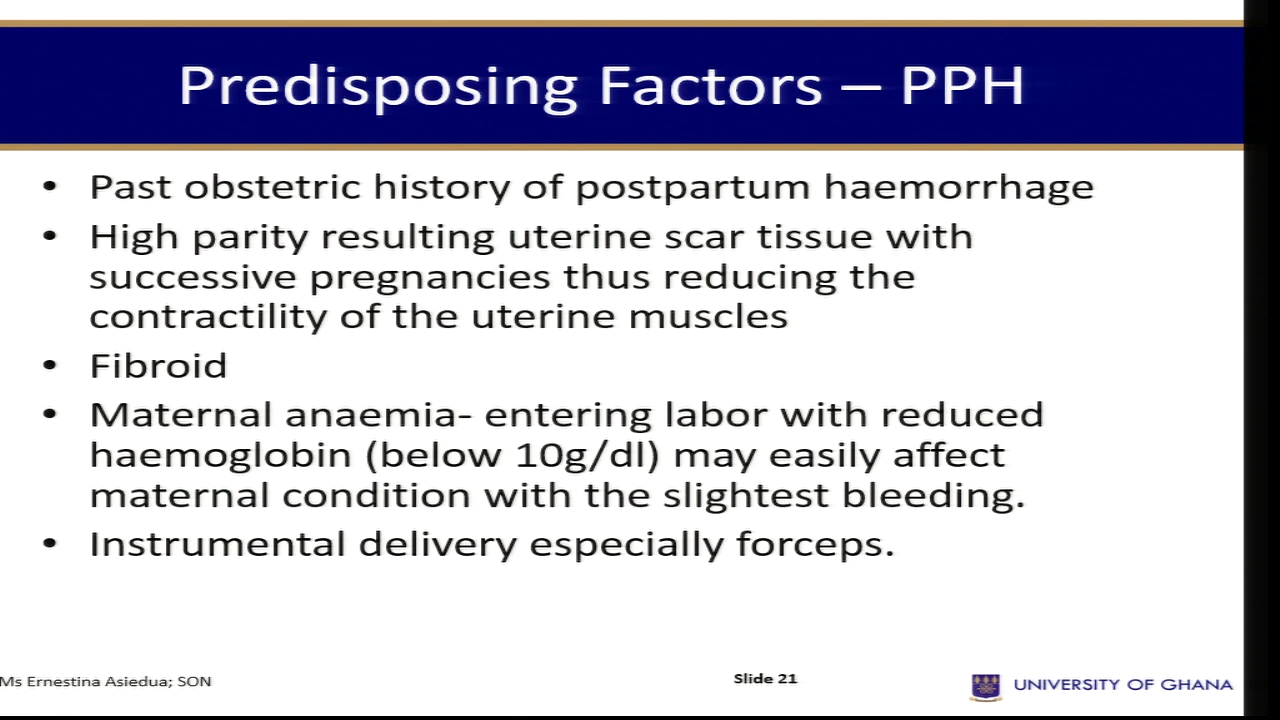 Predisposing Factors – PPH
• Past obstetric history of postpartum haemorrhage
• High parity resulting uterine scar tissue with
successive pregnancies thus reducing the
contractility of the uterine muscles
• Fibroid
• Maternal anaemia- entering labor with reduced
haemoglobin (below 10g/dl) may easily affect
maternal condition with the slightest bleeding.
• Instrumental delivery especially forceps.
Ms Ernestina Asiedua; SON
Slide 21
UNIVERSITY OF GHANA